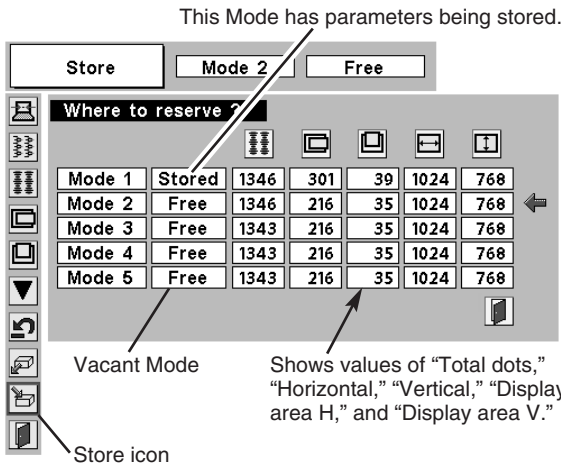 This Mode has parameters being stored.
Store Mode 2 Free
Where to reserve ?
Mode 1 Stored 1346 301 39 1024 768
Mode 2 Free 1346 216 35 1024 768
Mode 3 Free 1343 216 35 1024 768
Mode 4 Free 1343 216 35 1024 768
Mode 5 Free 1343 216 35 1024 768
Vacant Mode
Shows values of “Total dots,”
“Horizontal,” “Vertical,” “Display
area H,” and “Display area V.”
Store icon